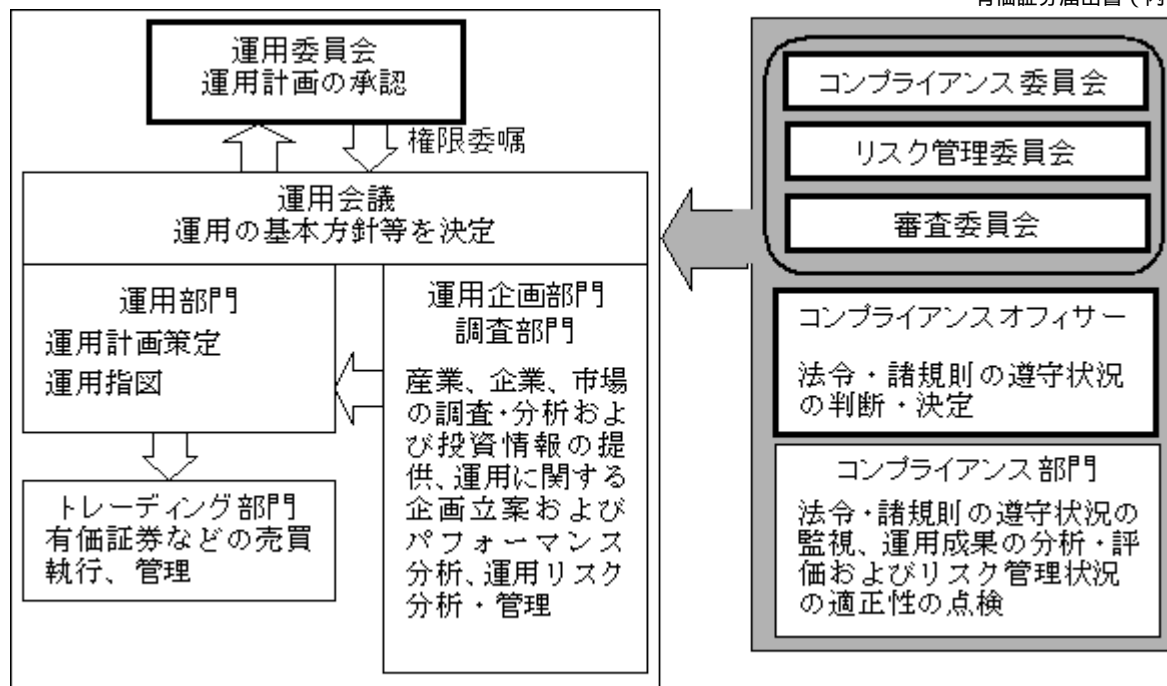 有価証券届出書（内
運用委員会
運用計画の承認
権限委嘱
運用会議
運用の基本方針等を決定
運用部門
運用計画策定
運用指図
運用企画部門
調査部門
産業、企業、市場
の調査・分析およ
び投資情報の提
供、運用に関する
企画立案および
パフォーマンス
分析、運用リスク
分析・管理
トレーディング部門
有価証券などの売買
執行、管理
コンプライアンス委員会
リスク管理委員会
審査委員会
コンプライアンスオフィサー
法令・諸規則の遵守状況
の判断・決定
コンプライアンス部門
法令・諸規則の遵守状況の
監視、運用成果の分析・評
価およびリスク管理状況
の適正性の点検